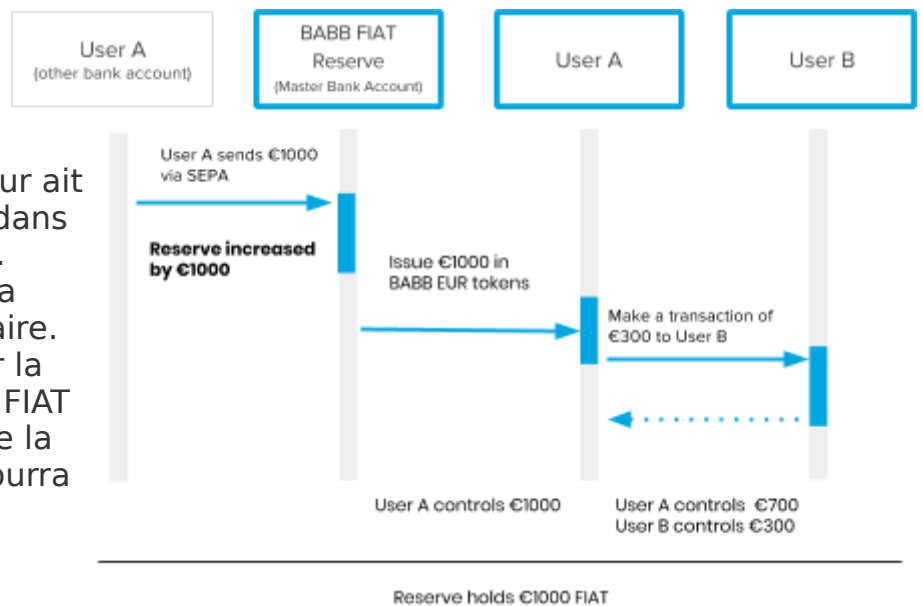 User A
(other bank account)
BABB FIAT
Reserve
(Master Bank Account)
User A
User B
ur ait
dans
.
a
aire.
r la
FIAT
e la
ourra
User A sends €1000
via SEPA
Reserve increased
by €1000
Issue €1000 in
BABB EUR tokens
Make a transaction of
€300 to User B
User A controls €1000
User A controls €700
User B controls €300
Reserve holds €1000 FIAT